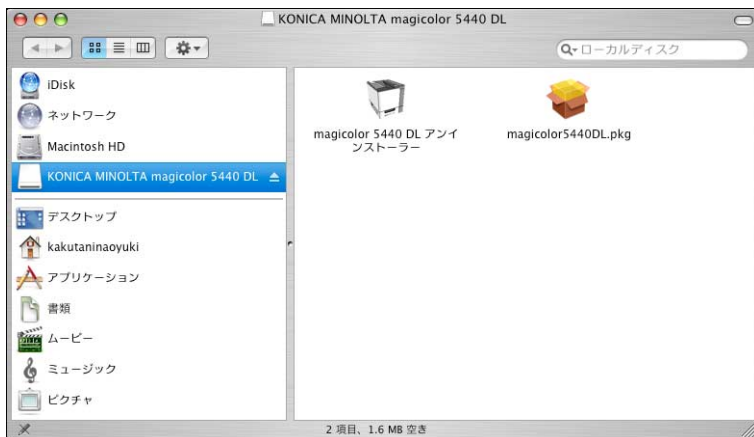 KONICA MINOLTA magicolor 5440 DL
ローカルディスク
iDisk
ネットワーク
Macintosh HD
KONICA MINOLTA magicolor 5440 DL
デスクトップ
kakutaninaoyuki
アプリケーション
書類
ムービー
ミュージック
ピクチャ
magicolor 5440 DL アンイ
ンストーラー
magicolor5440DL.pkg
2 項目、1.6 MB 空き